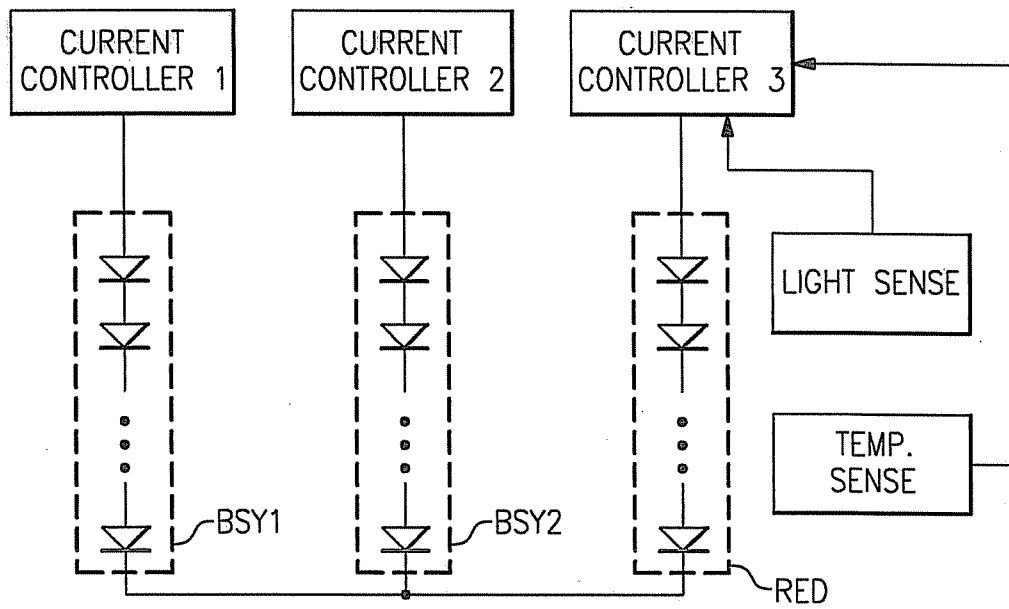 CURRENT
CONTROLLER 1
CURRENT
CONTROLLER 2
CURRENT
CONTROLLER 3
LIGHT SENSE
TEMP.
SENSE
BSY1
BSY2
RED